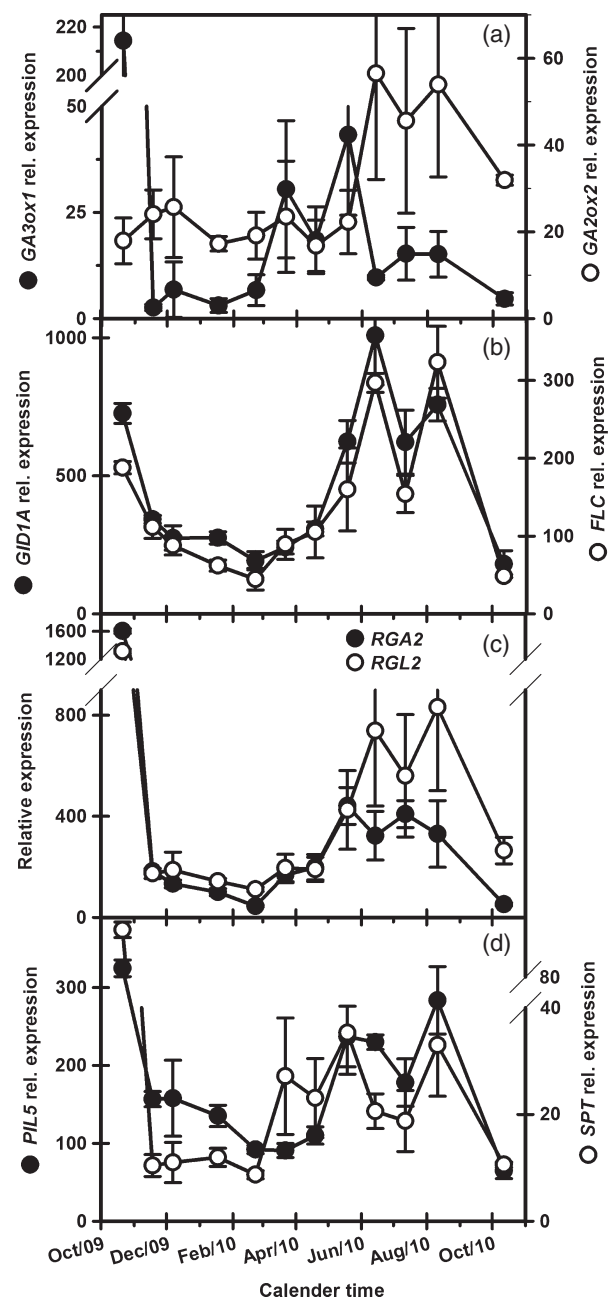 225
200
50
25
0
GA3ox1 rel. expression
(a)
60
40
20
0
GA2ox2 rel. expression
1000
500
0
GID1A rel. expression
(b)
300
200
100
0
FLC rel. expression
1600
1200
800
400
0
Relative expression
RGA2
RGL2
(c)
300
200
100
0
PIL5 rel. expression
(d)
80
40
20
0
SPT rel. expression
Oct/09 Dec/09 Feb/10 Apr/10 Jun/10 Aug/10 Oct/10
Calender time